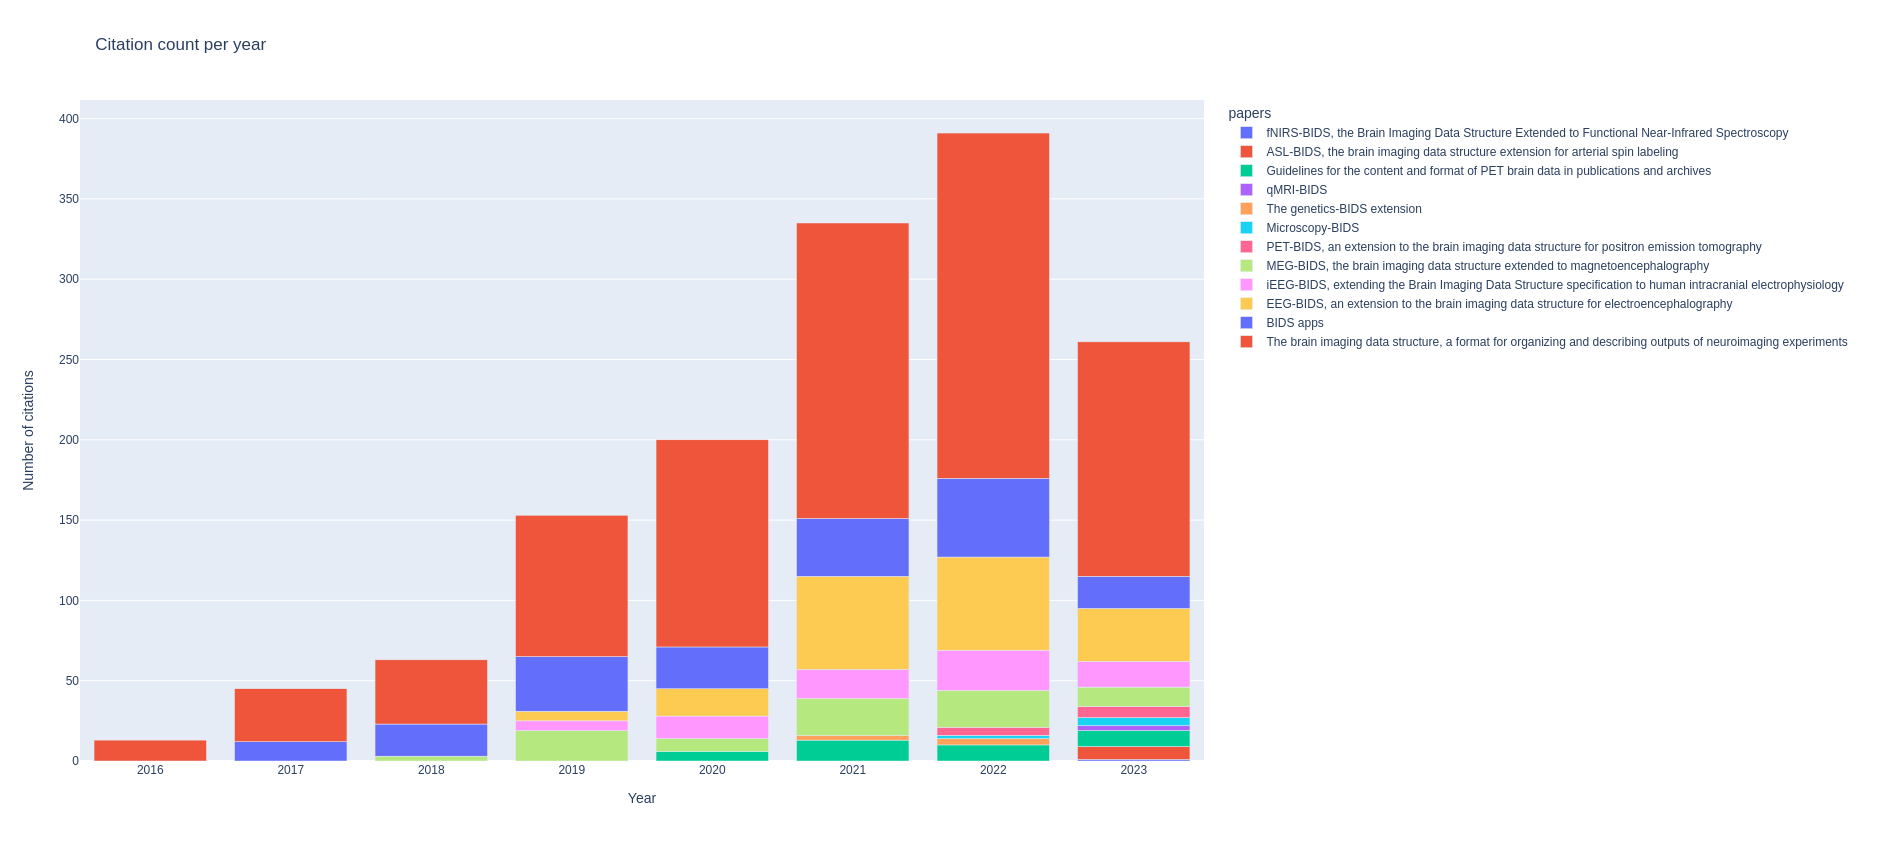 Citation count per year
papers
fNIRS-BIDS, the Brain Imaging Data Structure Extended to Functional Near-Infrared Spectroscopy
ASL-BIDS, the brain imaging data structure extension for arterial spin labeling
Guidelines for the content and format of PET brain data in publications and archives
qMRI-BIDS
The genetics-BIDS extension
Microscopy-BIDS
PET-BIDS, an extension to the brain imaging data structure for positron emission tomography
MEG-BIDS, the brain imaging data structure extended to magnetoencephalography
iEEG-BIDS, extending the Brain Imaging Data Structure specification to human intracranial electrophysiology
EEG-BIDS, an extension to the brain imaging data structure for electroencephalography
BIDS apps
The brain imaging data structure, a format for organizing and describing outputs of neuroimaging experiments
Number of citations
400
350
300
250
200
150
100
50
0
2016 2017 2018 2019 2020 2021 2022 2023
Year